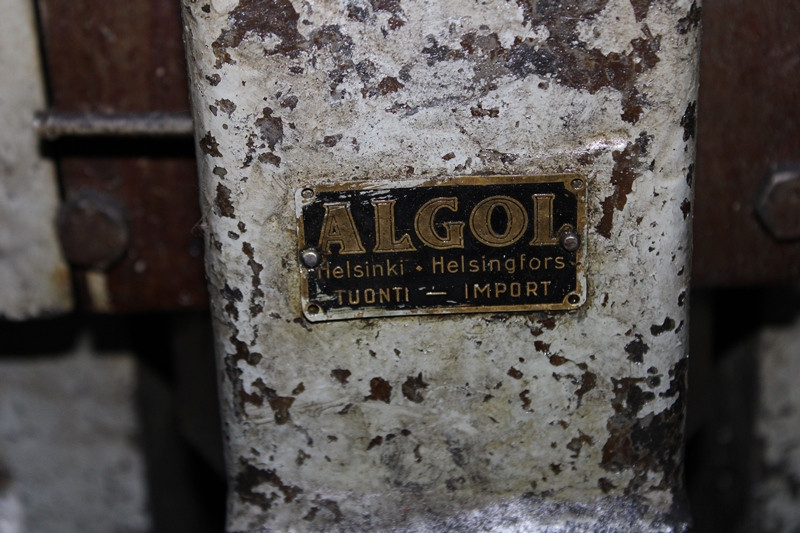 ALGOL
Helsinki • Helsingfors
TUONTI — IMPORT